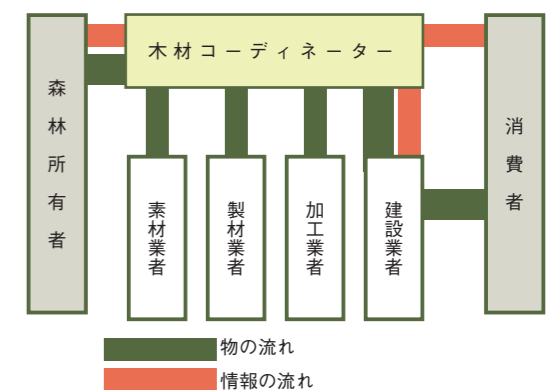 木材コーディネーター
森林所有者
消費者
素材業者
製材業者
加工業者
建設業者
物の流れ
情報の流れ